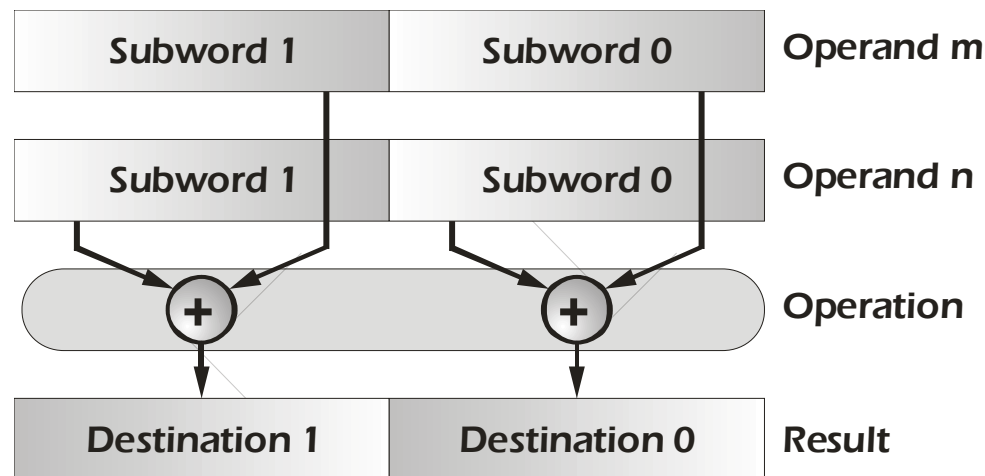 Subword 1 Subword 0 Operand m
Subword 1 Subword 0 Operand n
+ + Operation
Destination 1 Destination 0 Result